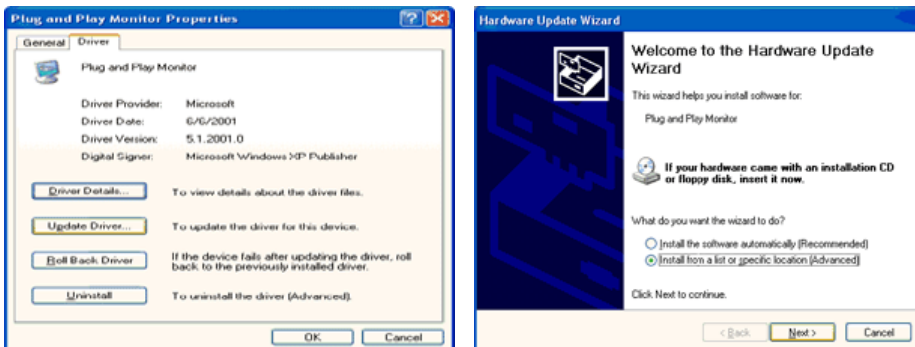 Plug and Play Monitor Properties
General Driver
Plug and Play Monitor
Driver Provider: Microsoft
Driver Date: 6/6/2001
Driver Version: 5.1.2001.0
Digital Signer: Microsoft Windows XP Publisher
Driver Details... To view details about the driver files.
Update Driver... To update the driver for this device.
Roll Back Driver If the device fails after updating the driver, roll
back to the previously installed driver.
Uninstall To uninstall the driver (Advanced).
OK Cancel
Hardware Update Wizard
Welcome to the Hardware Update
Wizard
This wizard helps you install software for:
Plug and Play Monitor
If your hardware came with an installation CD
or floppy disk, insert it now.
What do you want the wizard to do?
Install the software automatically (Recommended)
Install from a list or specific location (Advanced)
Click Next to continue.
< Back Next > Cancel